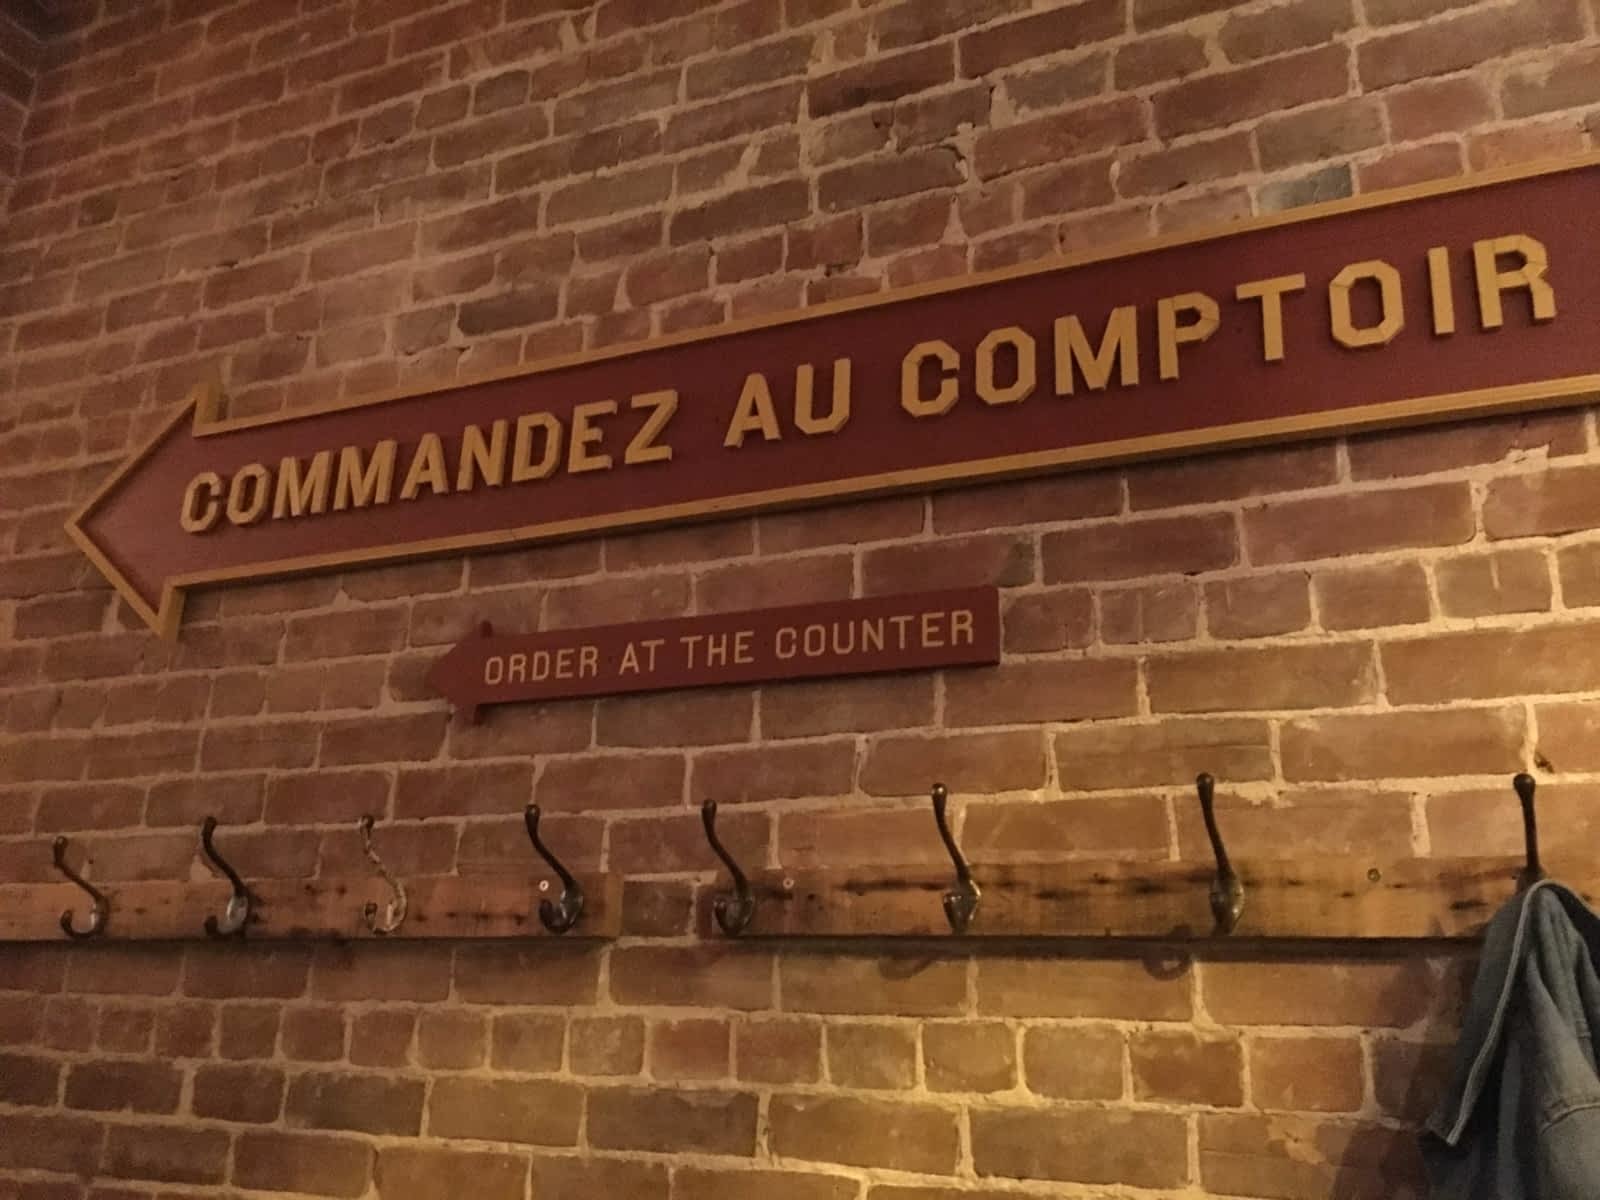 COMMANDEZ AU COMPTOIR
ORDER AT THE COUNTER